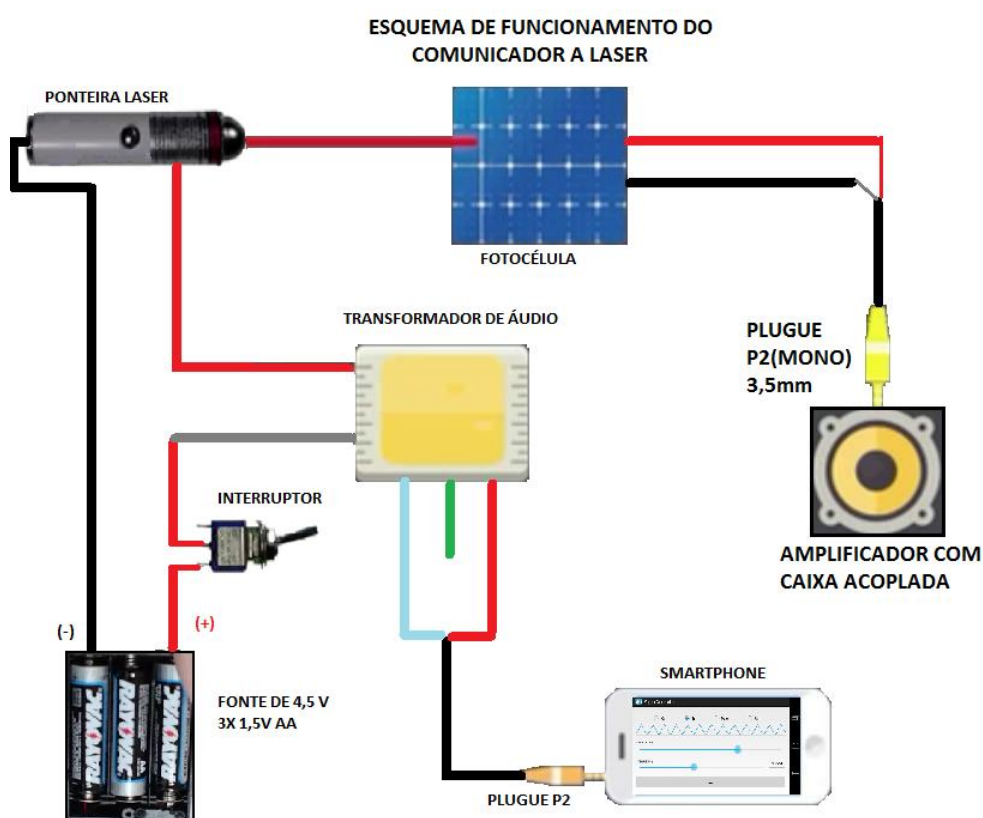 ESQUEMA DE FUNCIONAMENTO DO
COMUNICADOR A LASER
PONTEIRA LASER
FOTOCÉLULA
TRANSFORMADOR DE ÁUDIO
PLUGUE
P2(MONO)
3,5mm
INTERRUPTOR
AMPLIFICADOR COM
CAIXA ACOPLADA
(-)
(+)
FONTE DE 4,5 V
3X 1,5V AA
RAYOVAC
RAYOVAC
RAYOVAC
SMARTPHONE
PLUGUE P2